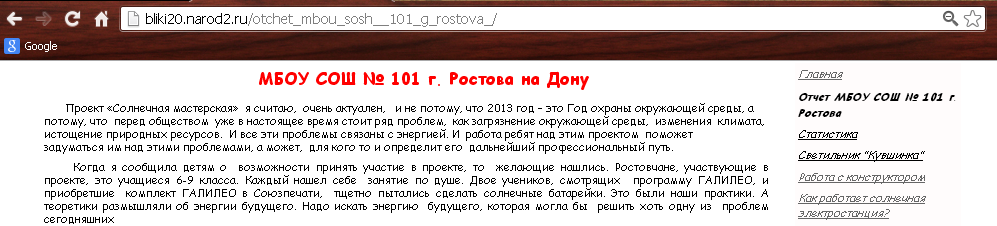 bliki20.narod2.ru/otchet_mbou_sosh__101_g_rostova_/
Google
МБОУ СОШ № 101 г. Ростова на Дону
Проект «Солнечная мастерская» я считаю, очень актуален, и не потому, что 2013 год – это Год охраны окружающей среды, а
потому, что перед обществом уже в настоящее время стоит ряд проблем, как загрязнение окружающей среды, изменения климата,
истощение природных ресурсов. И все эти проблемы связаны с энергией. И работа ребят над этим проектом поможет
задуматься им над этими проблемами, а может, для кого то и определит его дальнейший профессиональный путь.
Когда я сообщила детям о возможности принять участие в проекте, то желающие нашлись. Ростовчане, участвующие в
проекте, это учащиеся 6-9 класса. Каждый нашел себе занятие по душе. Двое учеников, смотрящих программу ГАЛИЛЕО, и
приобретшие комплект ГАЛИЛЕО в Союзпечати, тщетно пытались сделать солнечные батарейки. Это были наши практики. А
теоретики размышляли об энергии будущего. Надо искать энергию будущего, которая могла бы решить хоть одну из проблем
сегодняшних
Главная
Отчет МБОУ СОШ № 101 г.
Ростова
Статистика
Светильник "Кувшинка"
Работа с конструктором
Как работает солнечная
электростанция?